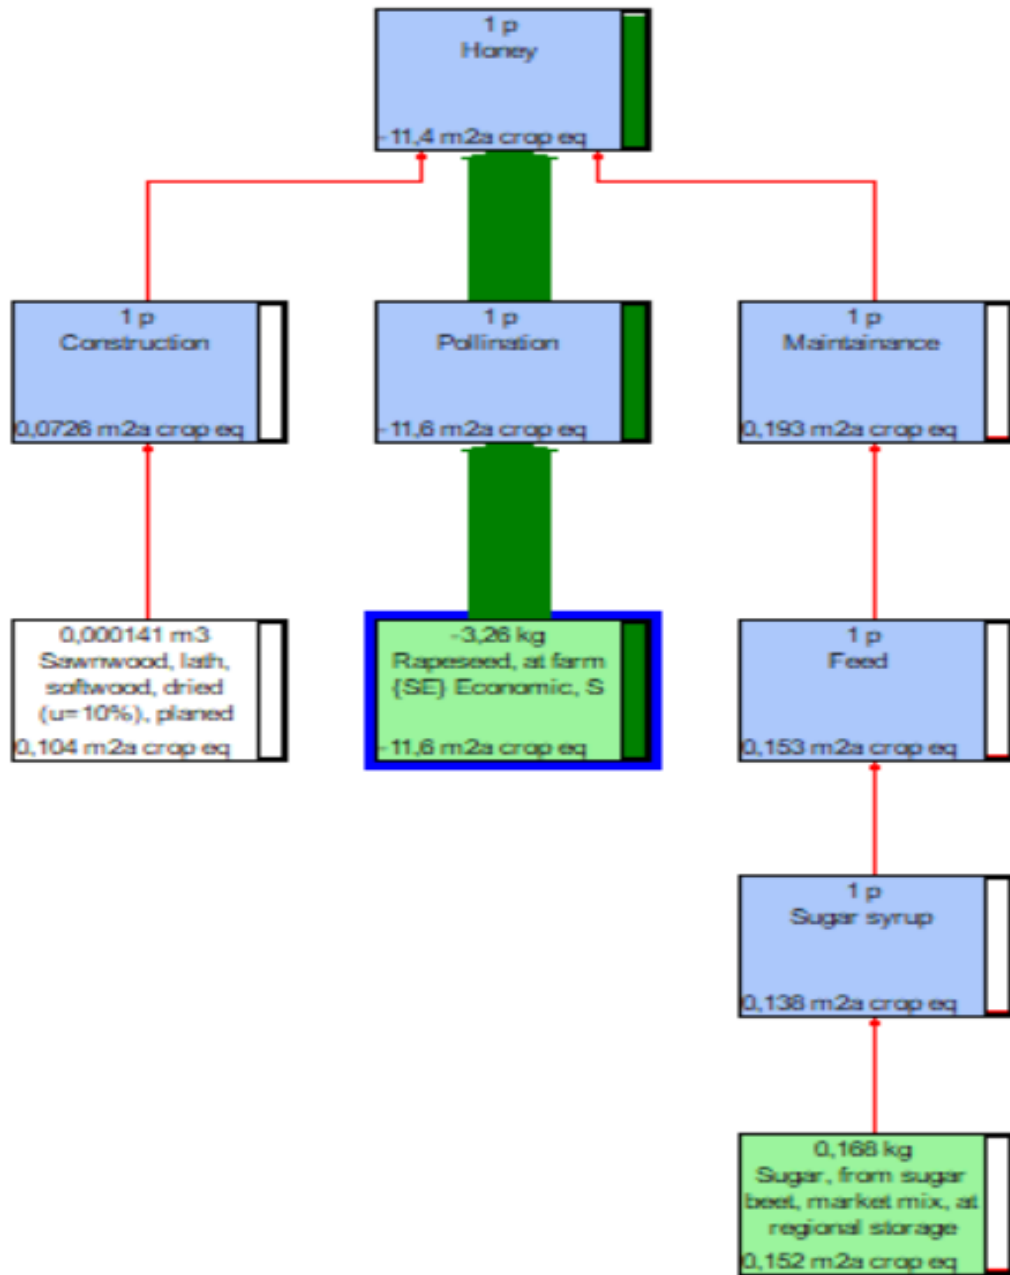 1 p
Honey
-11,4 m2a crop eq
1 p
Construction
0,0726 m2a crop eq
1 p
Pollination
-11,6 m2a crop eq
1 p
Maintainance
0,193 m2a crop eq
0,000141 m3
Sawnwood, lath,
softwood, dried
(u=10%), planed
0,104 m2a crop eq
-3,26 kg
Rapeseed, at farm
{SE} Economic, S
-11,6 m2a crop eq
1 p
Feed
0,153 m2a crop eq
1 p
Sugar syrup
0,138 m2a crop eq
0,168 kg
Sugar, from sugar
beet, market mix, at
regional storage
0,152 m2a crop eq